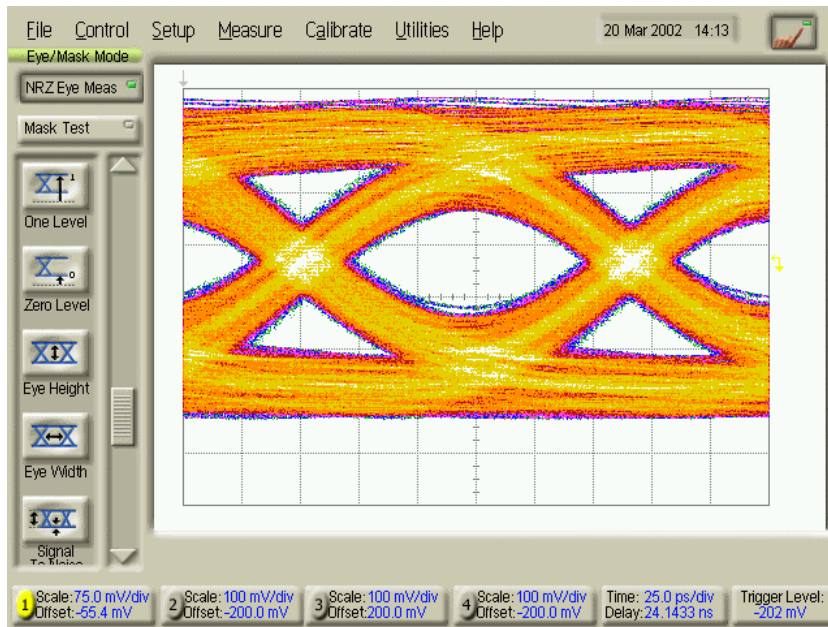 File Control Setup Measure Calibrate Utilities Help 20 Mar 2002 14:13
Eye/Mask Mode
NRZ Eye Meas
Mask Test
1
One Level
0
Zero Level
Eye Height
Eye Width
Signal
To Noise
1 Scale:75.0 mV/div 2 Scale: 100 mV/div 3 Scale: 100 mV/div 4 Scale: 100 mV/div Time: 25.0 ps/div Trigger Level:
Offset:-55.4 mV Offset:-200.0 mV Offset:200.0 mV Offset:-200.0 mV Delay:24.1433 ns -202 mV